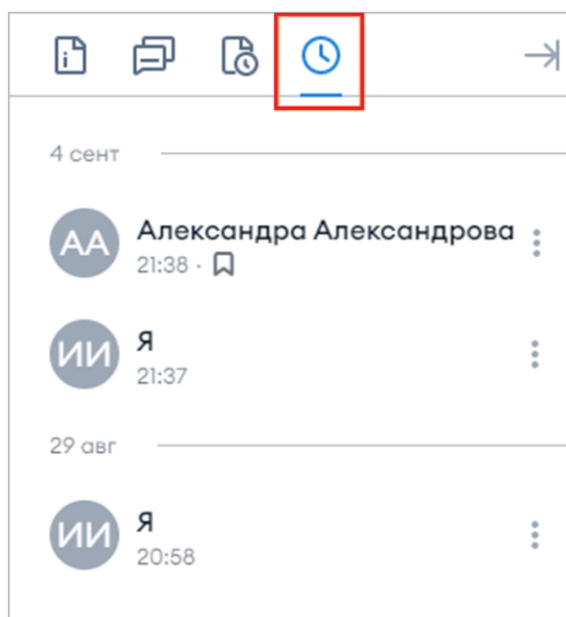 4 сент
АА
Александра Александрова
21:38 ·
ИИ
Я
21:37
29 авг
ИИ
Я
20:58